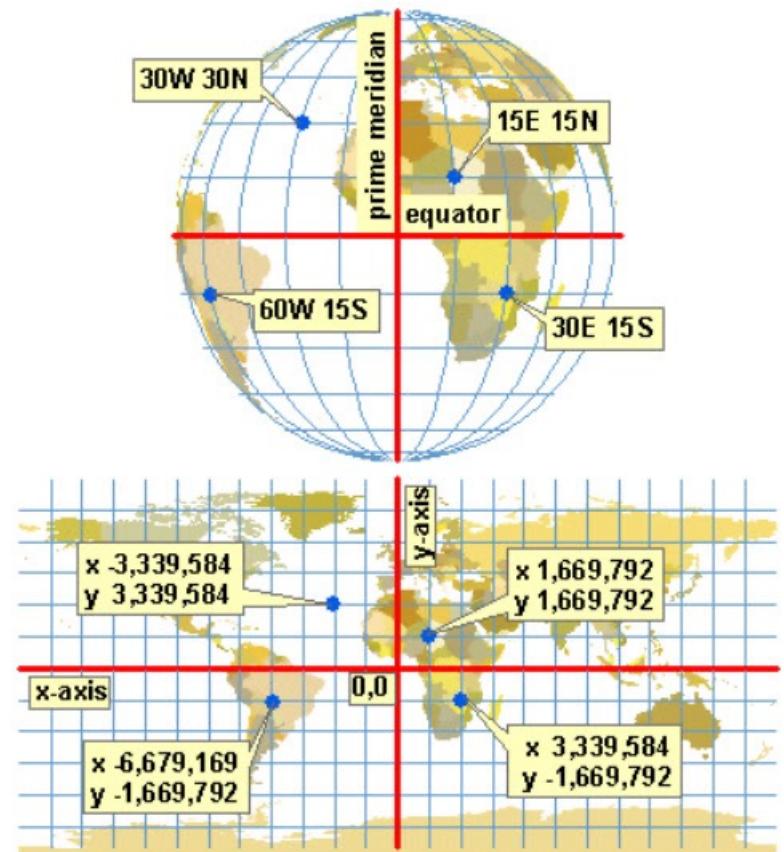 prime meridian
30W 30N
15E 15N
equator
60W 15S
30E 15S
y-axis
x -3,339,584
y 3,339,584
x 1,669,792
y 1,669,792
x-axis
0,0
x -6,679,169
y -1,669,792
x 3,339,584
y -1,669,792